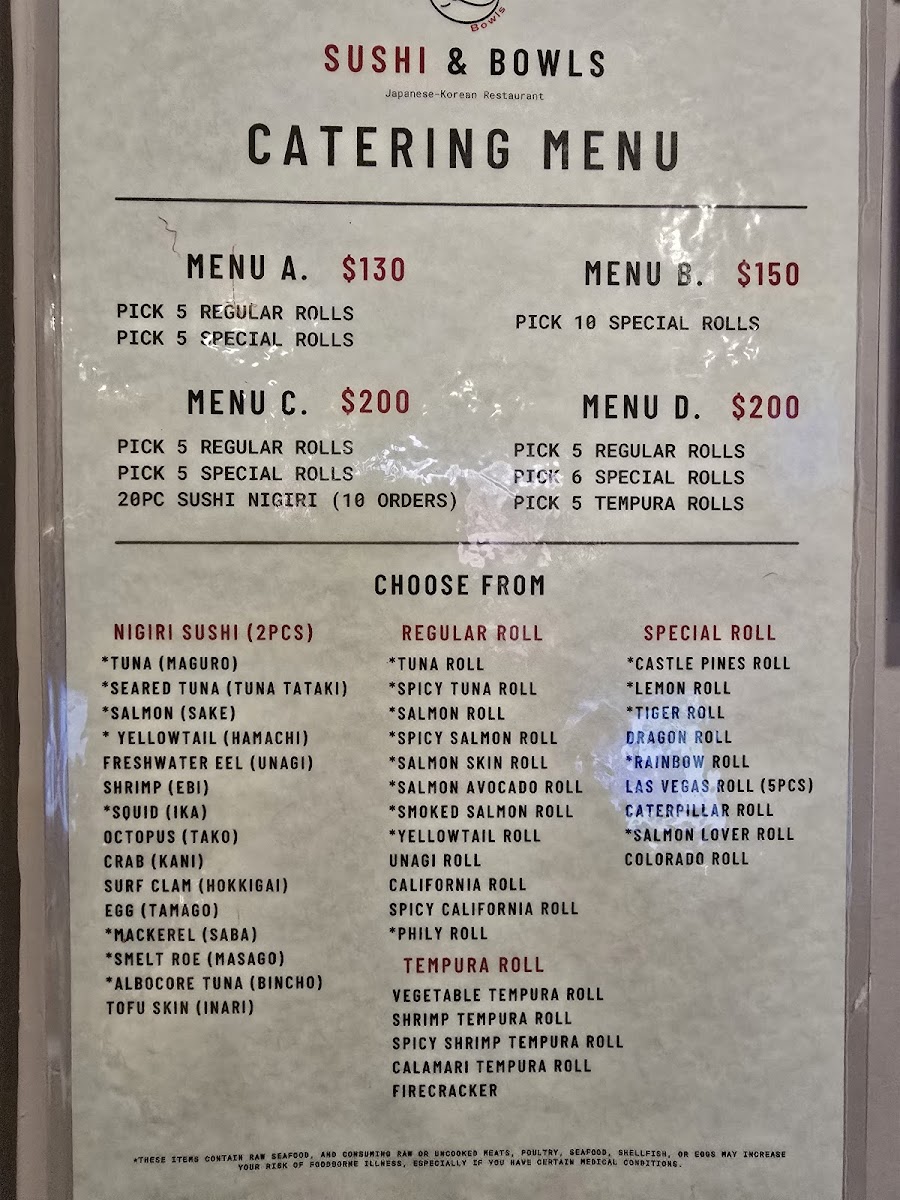 Bowls
SUSHI & BOWLS
Japanese-Korean Restaurant
CATERING MENU
MENU A. $130
PICK 5 REGULAR ROLLS
PICK 5 SPECIAL ROLLS
MENU B. $150
PICK 10 SPECIAL ROLLS
MENU C. $200
PICK 5 REGULAR ROLLS
PICK 5 SPECIAL ROLLS
20PC SUSHI NIGIRI (10 ORDERS)
MENU D. $200
PICK 5 REGULAR ROLLS
PICK 6 SPECIAL ROLLS
PICK 5 TEMPURA ROLLS
CHOOSE FROM
NIGIRI SUSHI (2PCS)
*TUNA (MAGURO)
*SEARED TUNA (TUNA TATAKI)
*SALMON (SAKE)
* YELLOWTAIL (HAMACHI)
FRESHWATER EEL (UNAGI)
SHRIMP (EBI)
*SQUID (IKA)
OCTOPUS (TAKO)
CRAB (KANI)
SURF CLAM (HOKKIGAI)
EGG (TAMAGO)
*MACKEREL (SABA)
*SMELT ROE (MASAGO)
*ALBOCORE TUNA (BINCHO)
TOFU SKIN (INARI)
REGULAR ROLL
*TUNA ROLL
*SPICY TUNA ROLL
*SALMON ROLL
*SPICY SALMON ROLL
*SALMON SKIN ROLL
*SALMON AVOCADO ROLL
*SMOKED SALMON ROLL
*YELLOWTAIL ROLL
UNAGI ROLL
CALIFORNIA ROLL
SPICY CALIFORNIA ROLL
*PHILY ROLL
TEMPURA ROLL
VEGETABLE TEMPURA ROLL
SHRIMP TEMPURA ROLL
SPICY SHRIMP TEMPURA ROLL
CALAMARI TEMPURA ROLL
FIRECRACKER
SPECIAL ROLL
*CASTLE PINES ROLL
*LEMON ROLL
*TIGER ROLL
DRAGON ROLL
*RAINBOW ROLL
LAS VEGAS ROLL (5PCS)
CATERPILLAR ROLL
*SALMON LOVER ROLL
COLORADO ROLL
*THESE ITEMS CONTAIN RAW SEAFOOD, AND CONSUMING RAW OR UNCOOKED MEATS, POULTRY, SEAFOOD, SHELLFISH, OR EGGS MAY INCREASE
YOUR RISK OF FOODBORNE ILLNESS, ESPECIALLY IF YOU HAVE CERTAIN MEDICAL CONDITIONS.